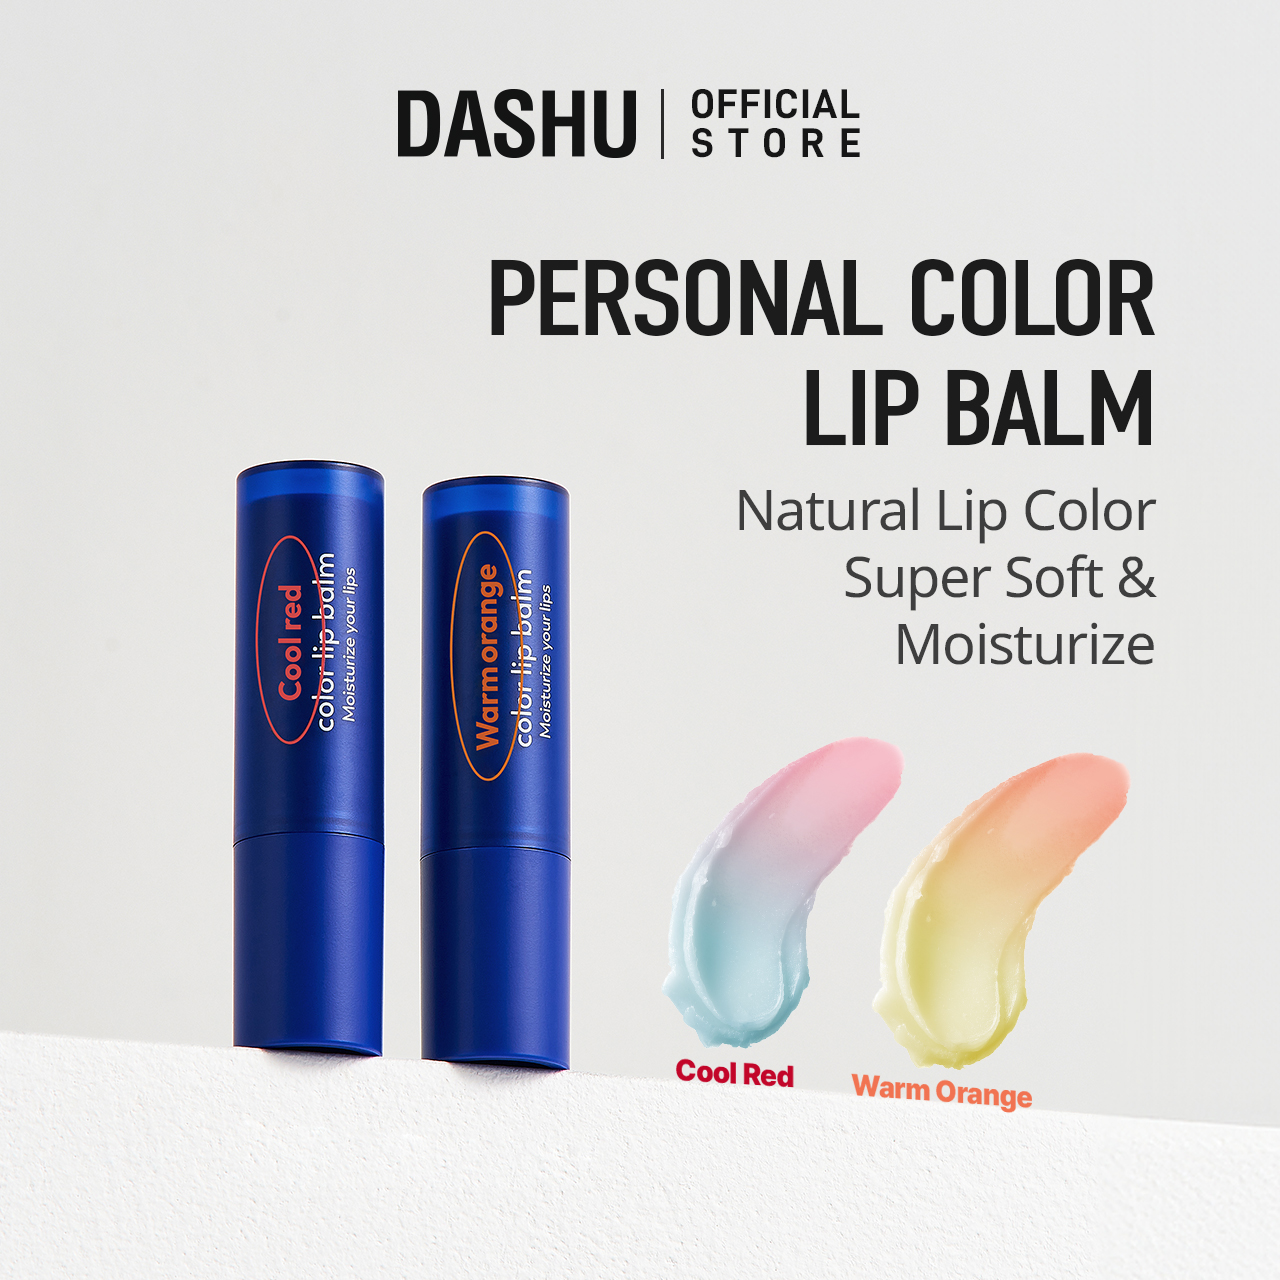 DASHU
OFFICIAL
STORE
PERSONAL COLOR
LIP BALM
Natural Lip Color
Super Soft &
Moisturize
Cool red
color lip balm
Moisturize your lips
Warm orange
color lip balm
Moisturize your lips
Cool Red
Warm Orange